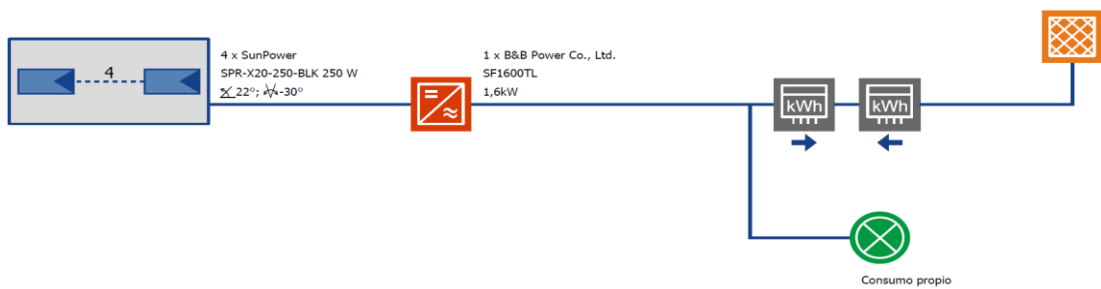 4
4 x SunPower
SPR-X20-250-BLK 250 W
22°; -30°
1 x B&B Power Co., Ltd.
SF1600TL
1,6kW
kWh
kWh
Consumo propio